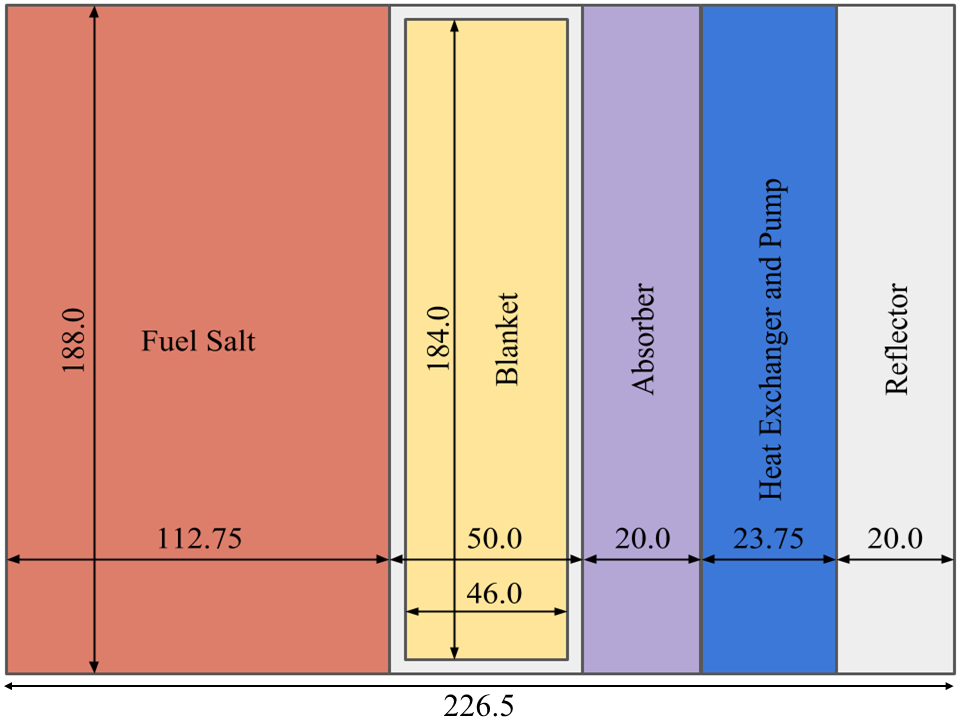 188.0
Fuel Salt
184.0
Blanket
Absorber
Heat Exchanger and Pump
Reflector
112.75
50.0
20.0
23.75
20.0
46.0
226.5